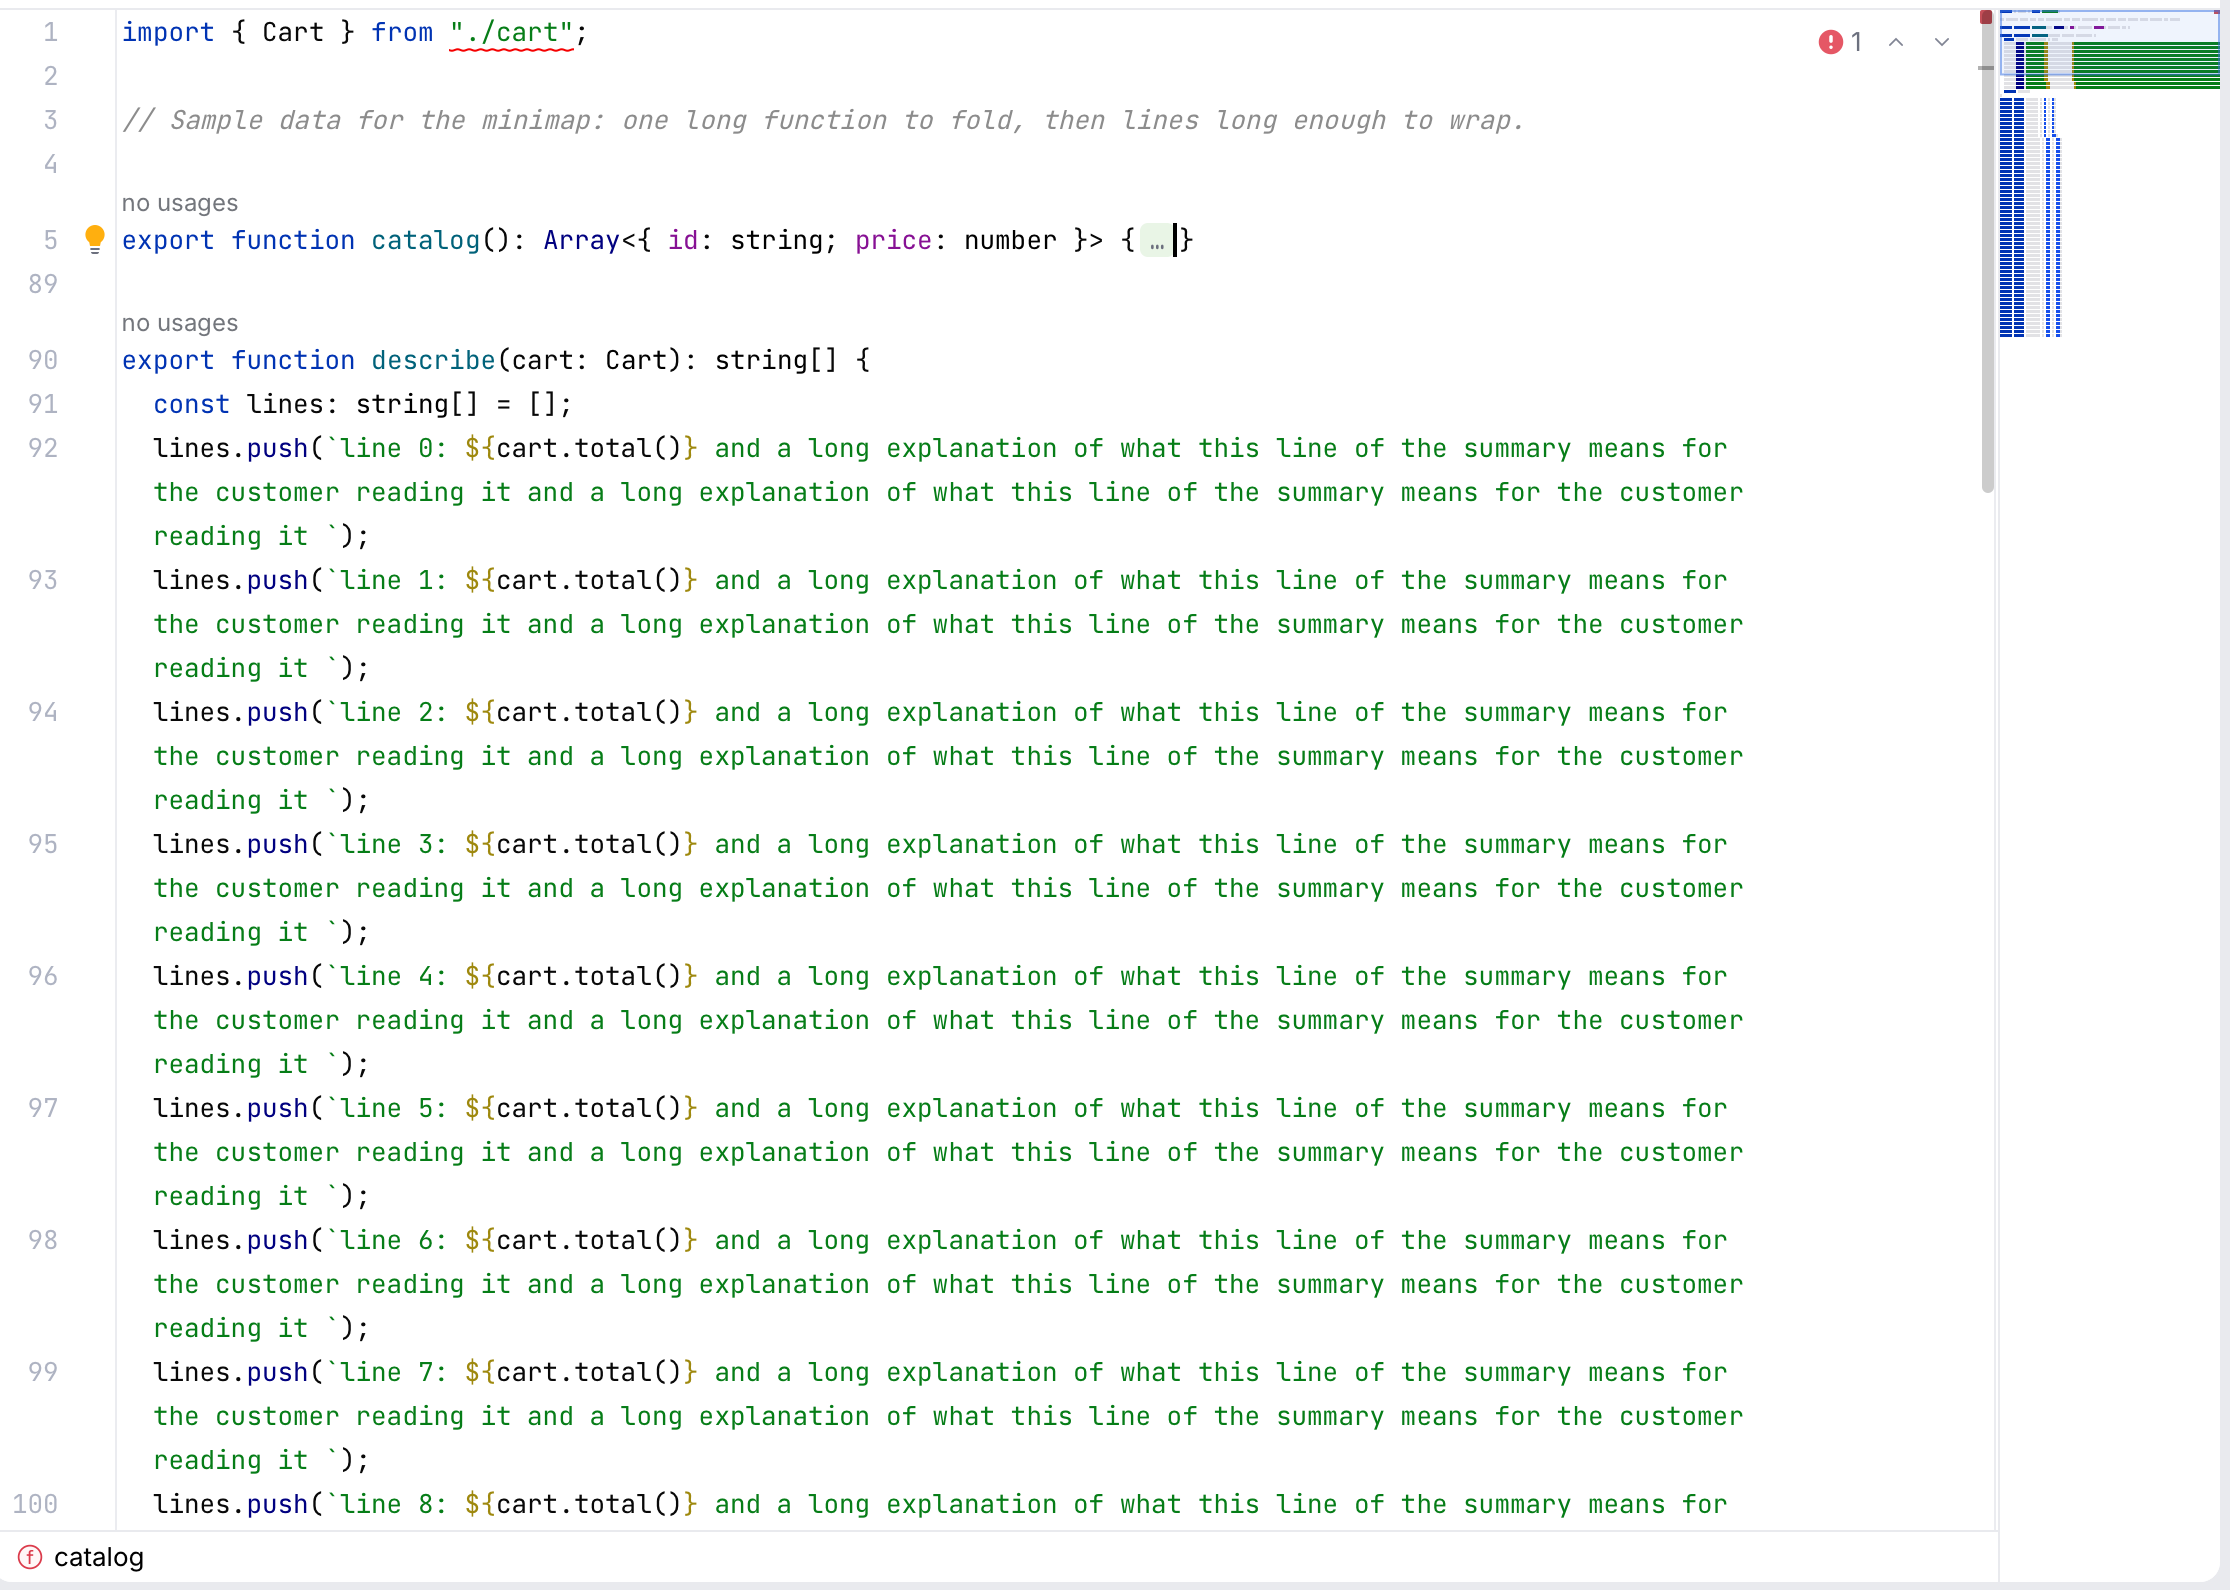 1 import { Cart } from "./cart";
1
2
3 // Sample data for the minimap: one long function to fold, then lines long enough to wrap.
4
no usages
5 export function catalog(): Array<{ id: string; price: number }> {...}
89
no usages
90 export function describe(cart: Cart): string[] {
91 const lines: string[] = [];
92 lines.push(`line 0: ${cart.total()} and a long explanation of what this line of the summary means for
the customer reading it and a long explanation of what this line of the summary means for the customer
reading it `);
93 lines.push(`line 1: ${cart.total()} and a long explanation of what this line of the summary means for
the customer reading it and a long explanation of what this line of the summary means for the customer
reading it `);
94 lines.push(`line 2: ${cart.total()} and a long explanation of what this line of the summary means for
the customer reading it and a long explanation of what this line of the summary means for the customer
reading it `);
95 lines.push(`line 3: ${cart.total()} and a long explanation of what this line of the summary means for
the customer reading it and a long explanation of what this line of the summary means for the customer
reading it `);
96 lines.push(`line 4: ${cart.total()} and a long explanation of what this line of the summary means for
the customer reading it and a long explanation of what this line of the summary means for the customer
reading it `);
97 lines.push(`line 5: ${cart.total()} and a long explanation of what this line of the summary means for
the customer reading it and a long explanation of what this line of the summary means for the customer
reading it `);
98 lines.push(`line 6: ${cart.total()} and a long explanation of what this line of the summary means for
the customer reading it and a long explanation of what this line of the summary means for the customer
reading it `);
99 lines.push(`line 7: ${cart.total()} and a long explanation of what this line of the summary means for
the customer reading it and a long explanation of what this line of the summary means for the customer
reading it `);
100 lines.push(`line 8: ${cart.total()} and a long explanation of what this line of the summary means for
f catalog